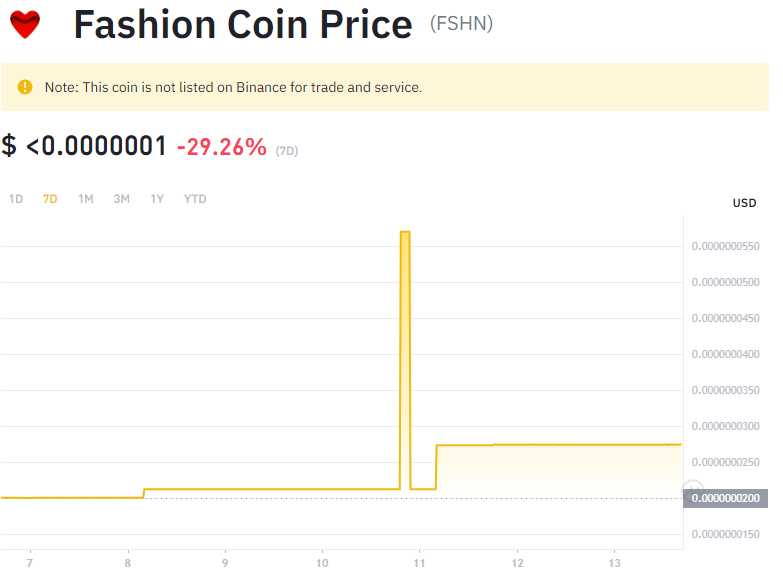 Fashion Coin Price (FSHN)
Note: This coin is not listed on Binance for trade and service.
$ <0.0000001 -29.26% (7D)
1D 7D 1M 3M 1Y YTD
USD
0.0000000550
0.0000000500
0.0000000450
0.0000000400
0.0000000350
0.0000000300
0.0000000250
0.0000000200
0.0000000150
7 8 9 10 11 12 13